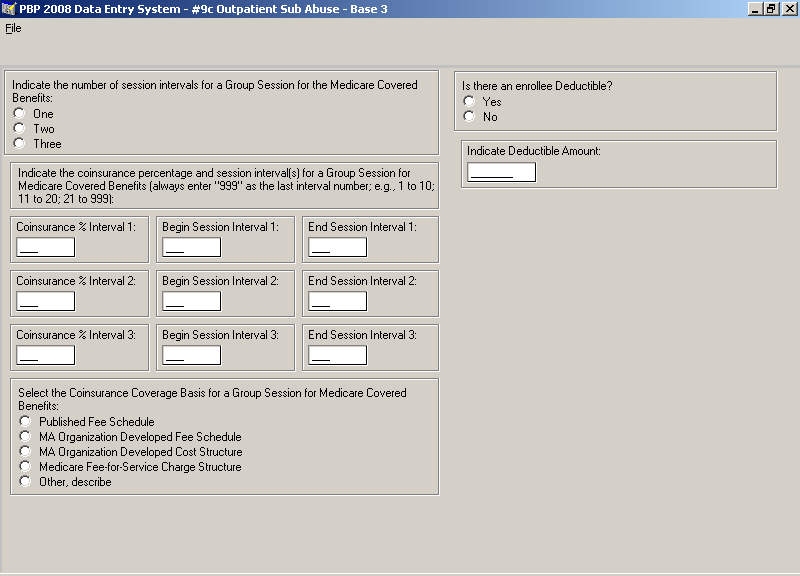 PBP 2008 Data Entry System - #9c Outpatient Sub Abuse - Base 3
File
Indicate the number of session intervals for a Group Session for the Medicare Covered
Benefits:
One
Two
Three
Indicate the coinsurance percentage and session interval(s) for a Group Session for
Medicare Covered Benefits (always enter "999" as the last interval number; e.g., 1 to 10;
11 to 20; 21 to 999):
Coinsurance % Interval 1:
Begin Session Interval 1:
End Session Interval 1:
Coinsurance % Interval 2:
Begin Session Interval 2:
End Session Interval 2:
Coinsurance % Interval 3:
Begin Session Interval 3:
End Session Interval 3:
Select the Coinsurance Coverage Basis for a Group Session for Medicare Covered
Benefits:
Published Fee Schedule
MA Organization Developed Fee Schedule
MA Organization Developed Cost Structure
Medicare Fee-for-Service Charge Structure
Other, describe
Is there an enrollee Deductible?
Yes
No
Indicate Deductible Amount: